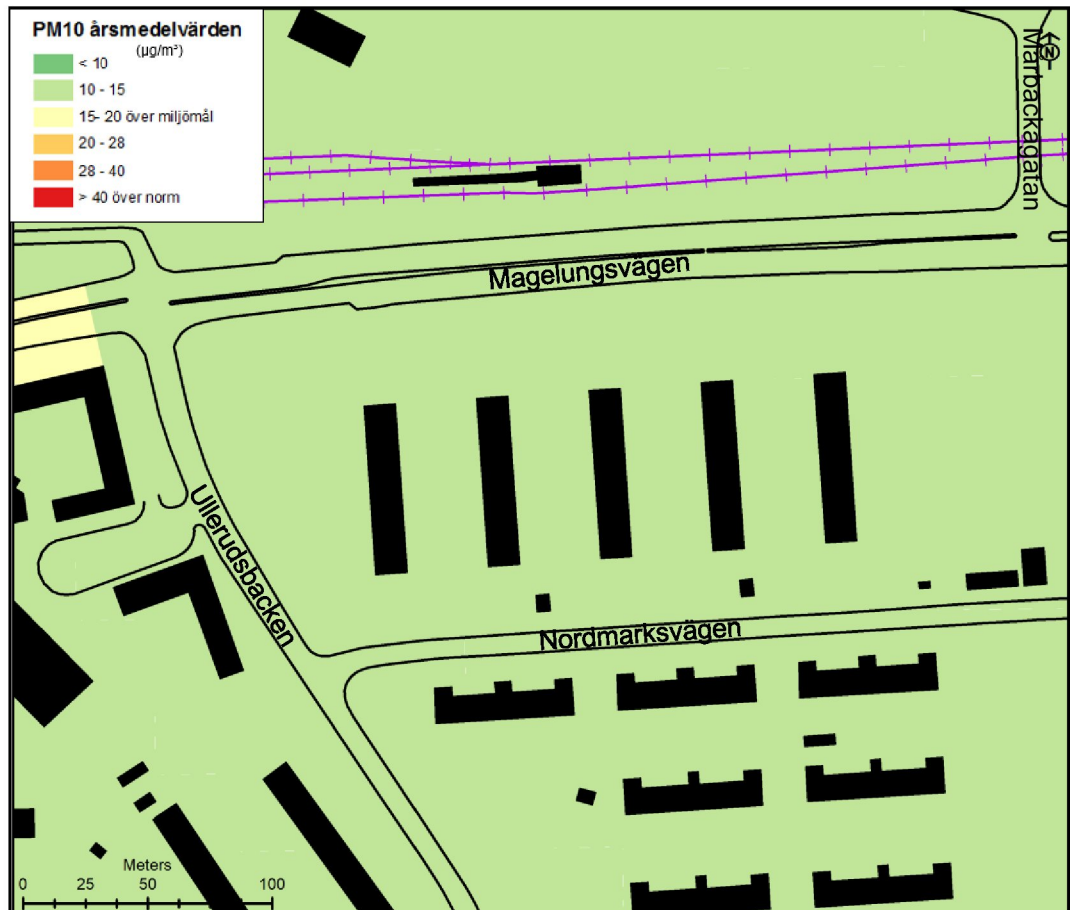 PM10 årsmedelvärden
(µg/m³)
< 10
10 - 15
15- 20 över miljömål
20 - 28
28 - 40
> 40 över norm
Mårbackagatan
N
Magelungsvägen
Ullerudsbacken
Nordmarksvägen
Meters
0 25 50 100